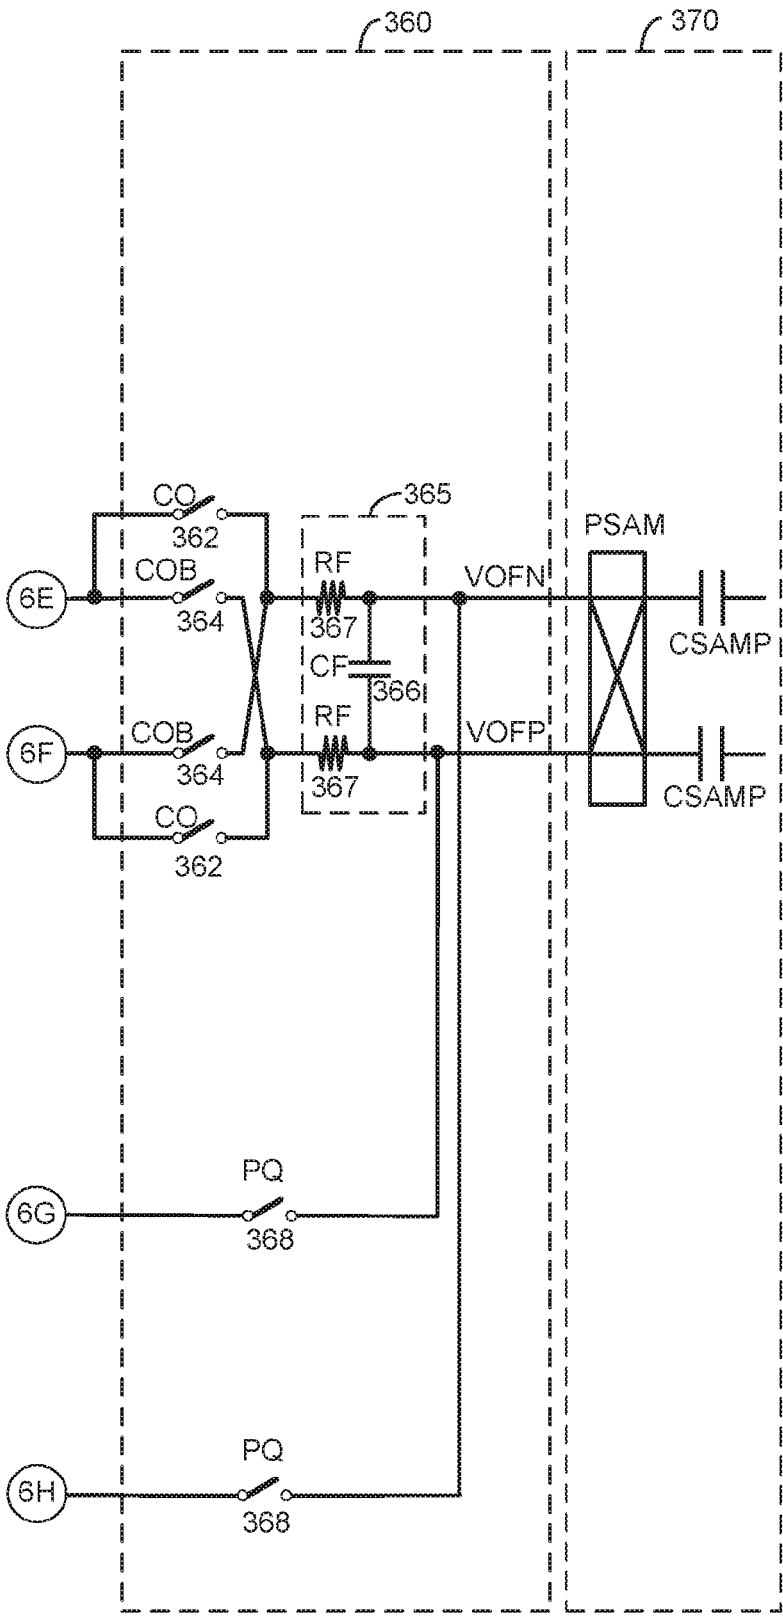 360
370
365
CO
362
PSAM
COB
RF
VOFN
6E
364
367
CSAMP
CF
366
COB
RF
VOFP
6F
364
367
CSAMP
CO
362
PQ
6G
368
PQ
6H
368